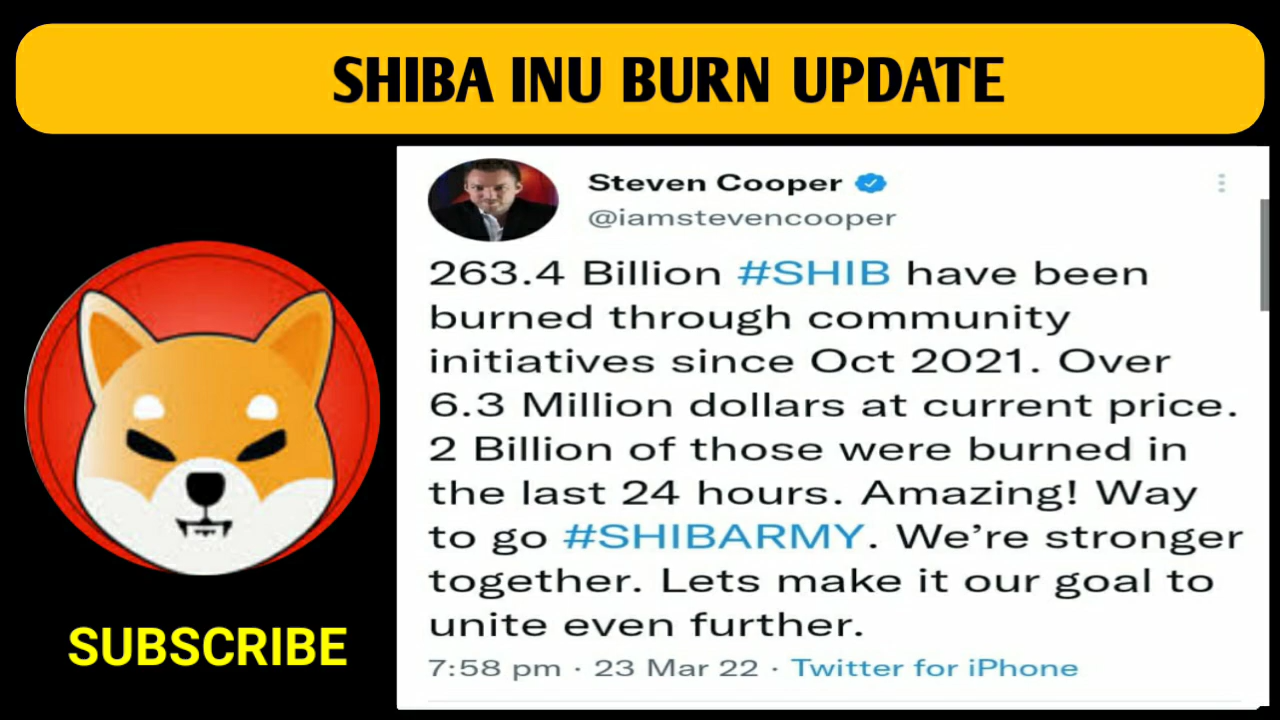 SHIBA INU BURN UPDATE
Steven Cooper
@iamstevencooper
263.4 Billion #SHIB have been
burned through community
initiatives since Oct 2021. Over
6.3 Million dollars at current price.
2 Billion of those were burned in
the last 24 hours. Amazing! Way
to go #SHIBARMY. We’re stronger
together. Lets make it our goal to
unite even further.
7:58 pm · 23 Mar 22 · Twitter for iPhone
SUBSCRIBE